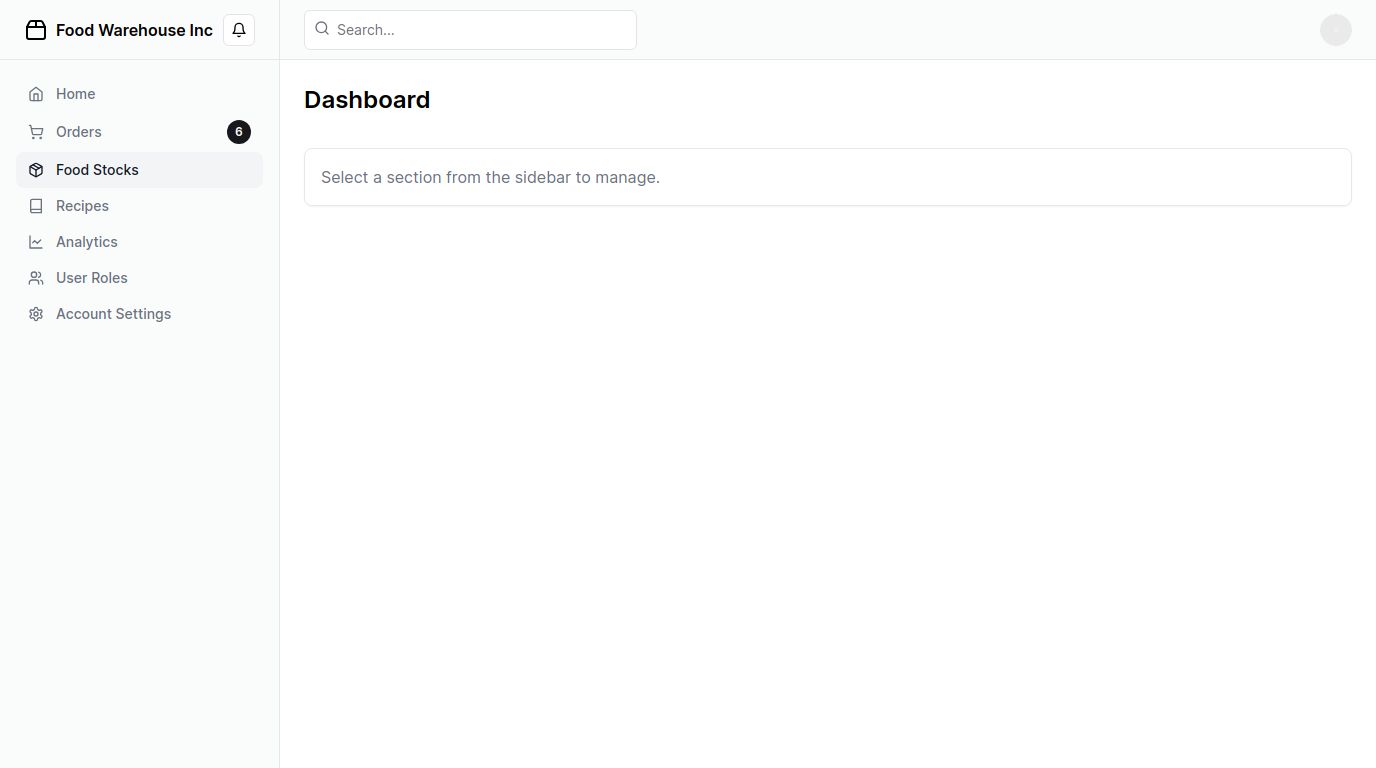 Food Warehouse Inc
Search...
Home
Orders
6
Food Stocks
Recipes
Analytics
User Roles
Account Settings
Dashboard
Select a section from the sidebar to manage.